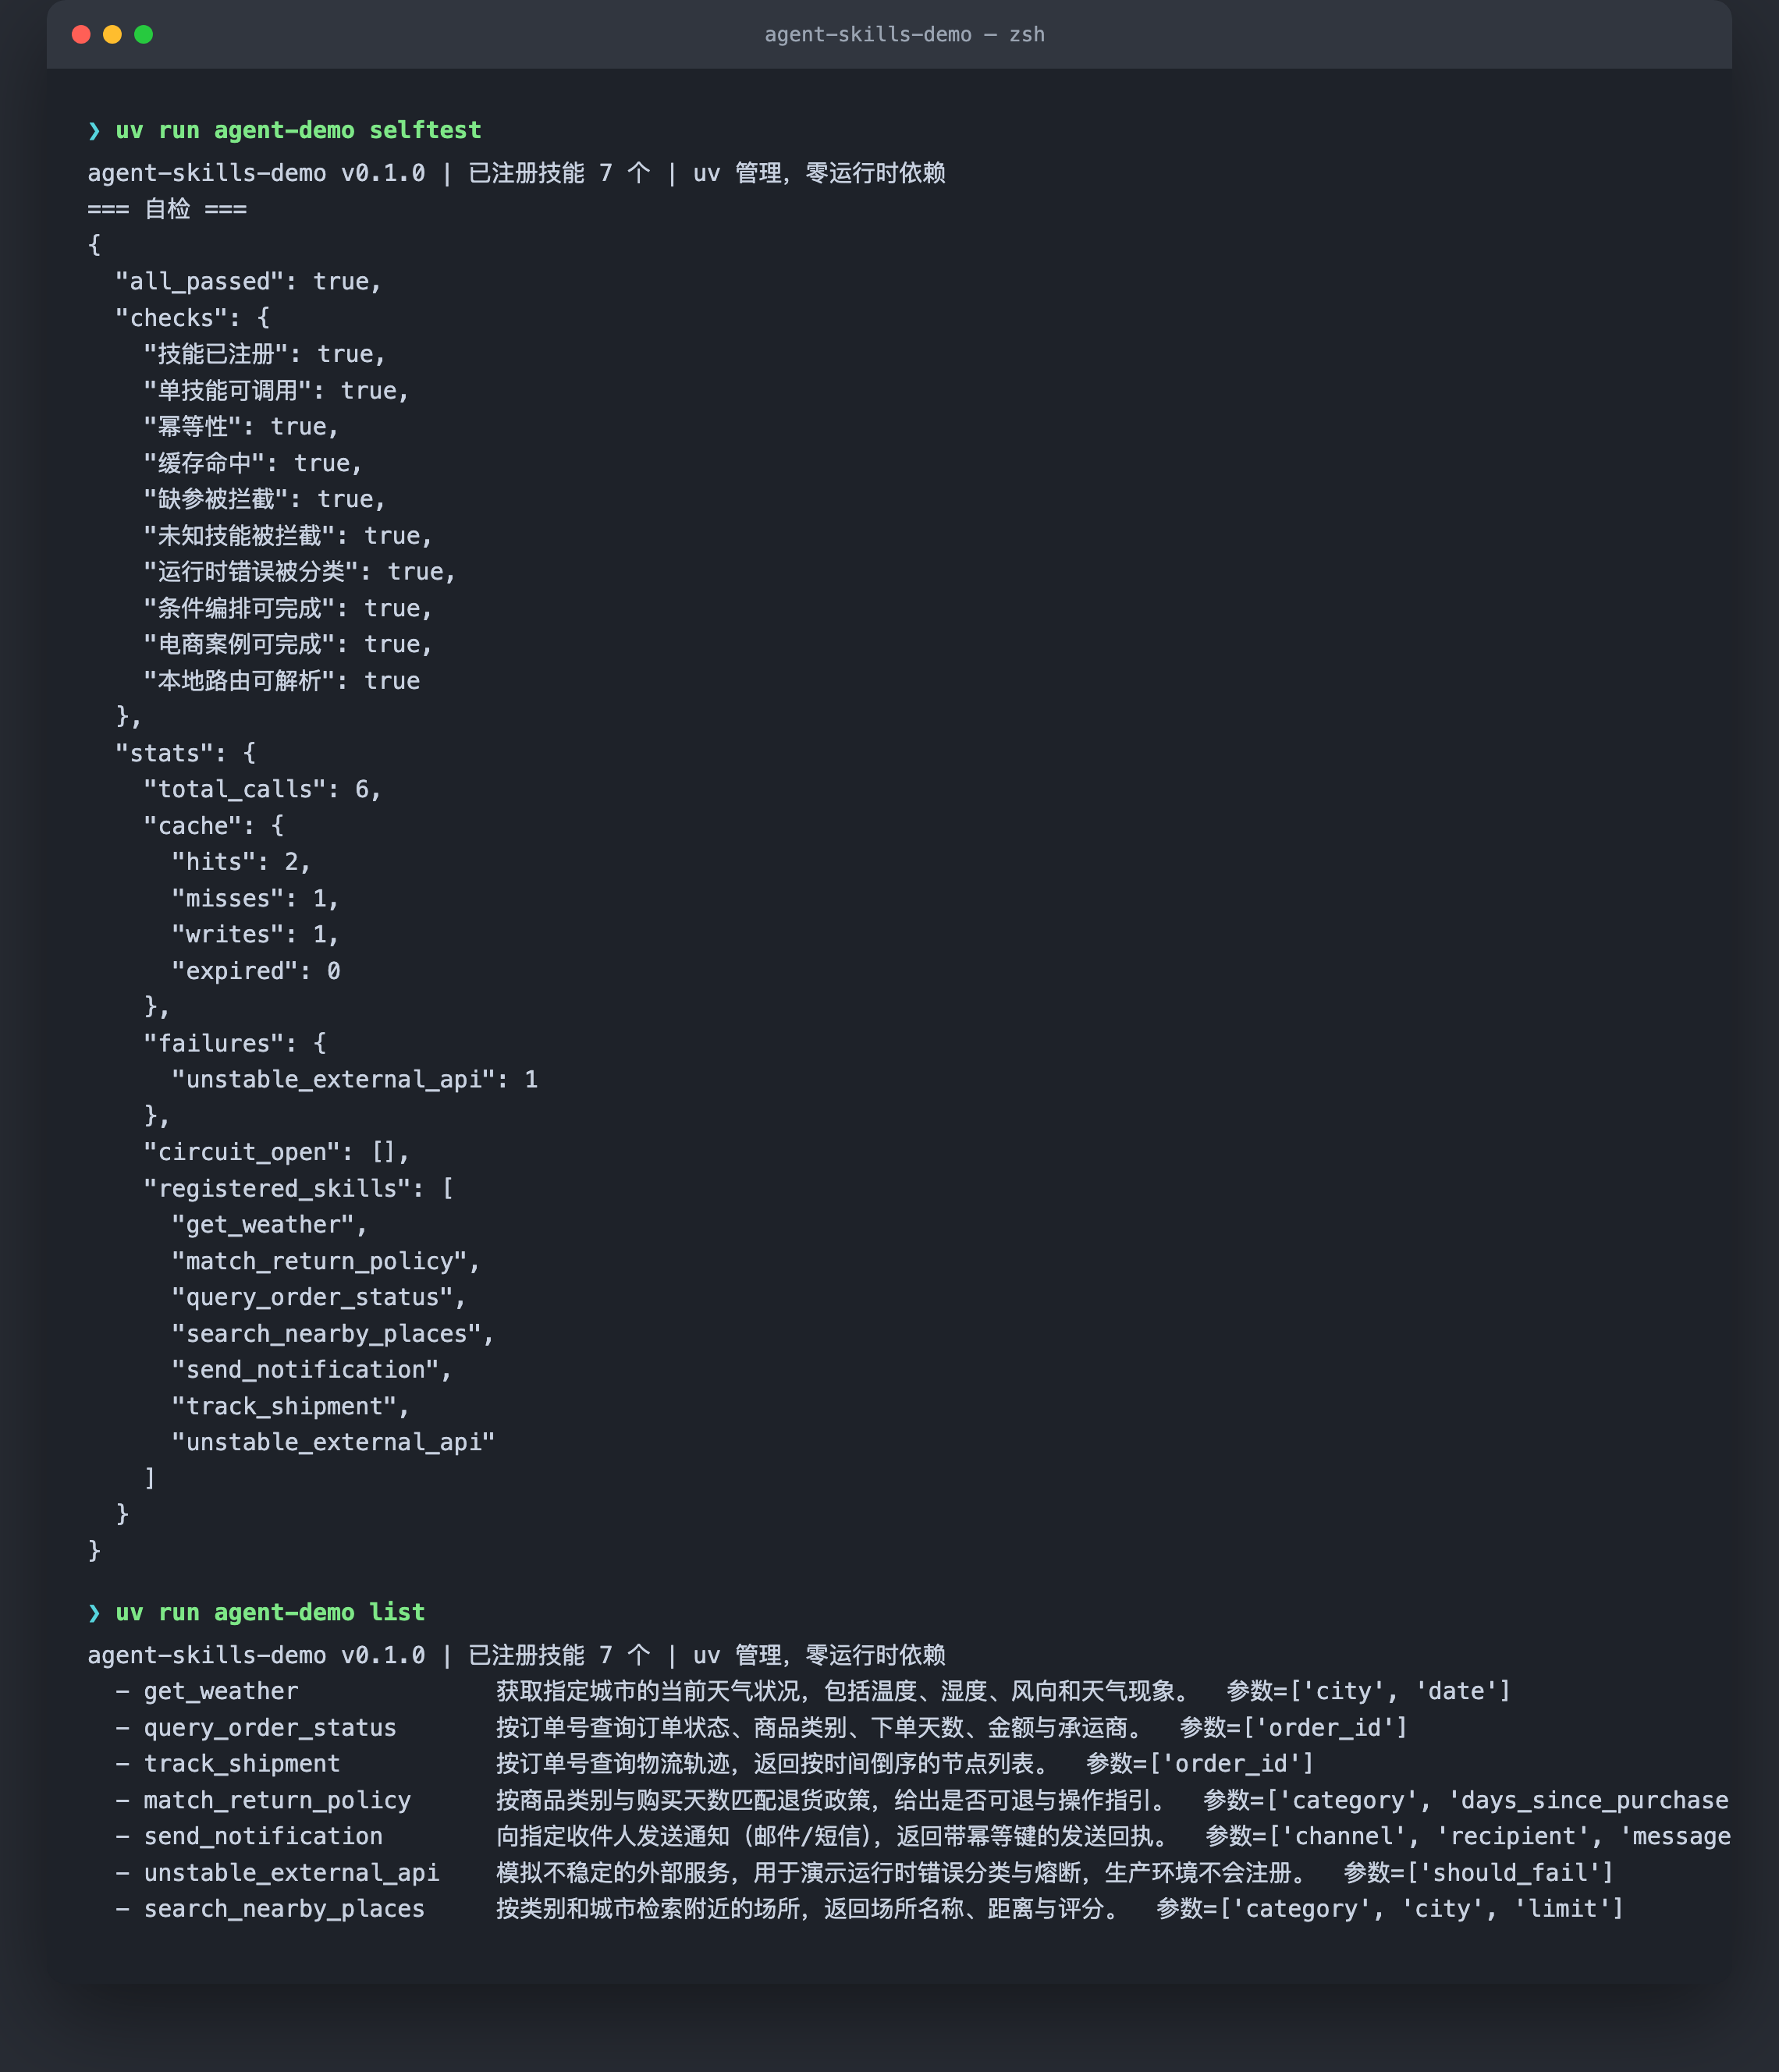 agent-skills-demo — zsh
❯ uv run agent-demo selftest
agent-skills-demo v0.1.0 | 已注册技能 7 个 | uv 管理，零运行时依赖
=== 自检 ===
{
  "all_passed": true,
  "checks": {
    "技能已注册": true,
    "单技能可调用": true,
    "幂等性": true,
    "缓存命中": true,
    "缺参被拦截": true,
    "未知技能被拦截": true,
    "运行时错误被分类": true,
    "条件编排可完成": true,
    "电商案例可完成": true,
    "本地路由可解析": true
  },
  "stats": {
    "total_calls": 6,
    "cache": {
      "hits": 2,
      "misses": 1,
      "writes": 1,
      "expired": 0
    },
    "failures": {
      "unstable_external_api": 1
    },
    "circuit_open": [],
    "registered_skills": [
      "get_weather",
      "match_return_policy",
      "query_order_status",
      "search_nearby_places",
      "send_notification",
      "track_shipment",
      "unstable_external_api"
    ]
  }
}
❯ uv run agent-demo list
agent-skills-demo v0.1.0 | 已注册技能 7 个 | uv 管理，零运行时依赖
  - get_weather              获取指定城市的当前天气状况，包括温度、湿度、风向和天气现象。  参数=['city', 'date']
  - query_order_status       按订单号查询订单状态、商品类别、下单天数、金额与承运商。  参数=['order_id']
  - track_shipment           按订单号查询物流轨迹，返回按时间倒序的节点列表。  参数=['order_id']
  - match_return_policy      按商品类别与购买天数匹配退货政策，给出是否可退与操作指引。  参数=['category', 'days_since_purchase
  - send_notification        向指定收件人发送通知（邮件/短信），返回带幂等键的发送回执。  参数=['channel', 'recipient', 'message
  - unstable_external_api    模拟不稳定的外部服务，用于演示运行时错误分类与熔断，生产环境不会注册。  参数=['should_fail']
  - search_nearby_places     按类别和城市检索附近的场所，返回场所名称、距离与评分。  参数=['category', 'city', 'limit']